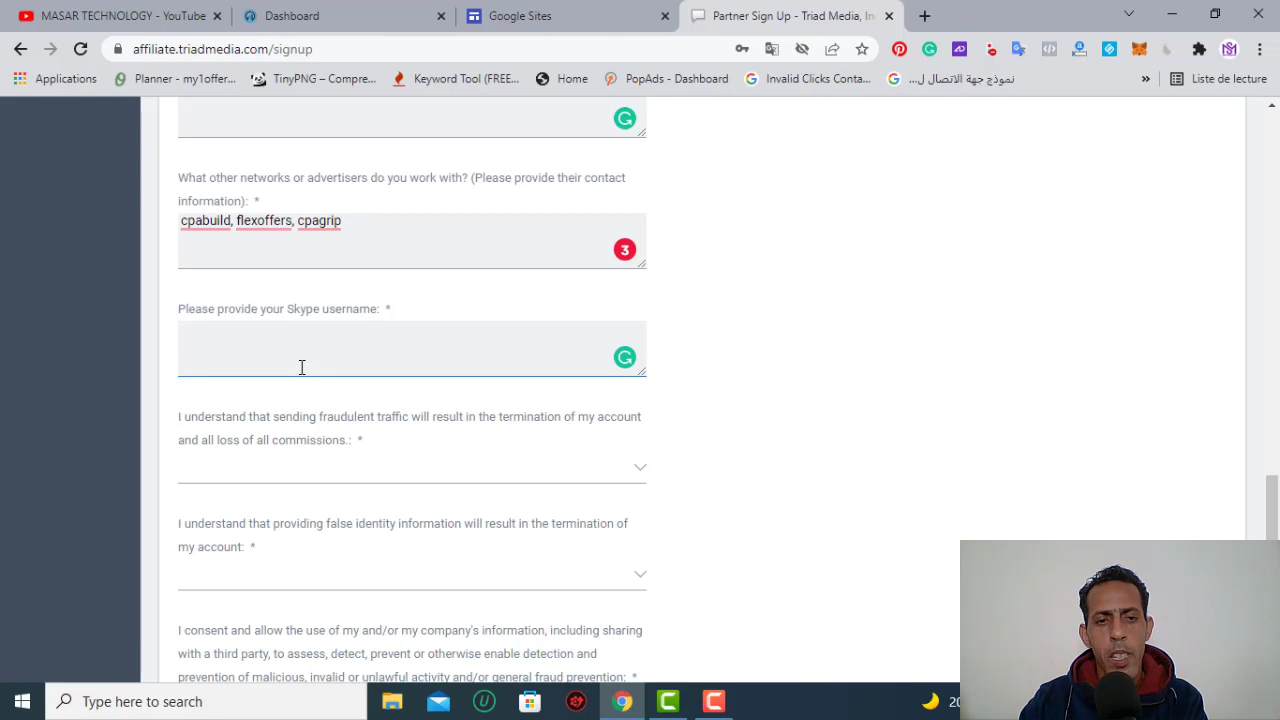 MASAR TECHNOLOGY - YouTube
Dashboard
Google Sites
Partner Sign Up - Triad Media, In
affiliate.triadmedia.com/signup
Applications
Planner - my1offer...
TinyPNG – Compre...
Keyword Tool (FREE...
Home
PopAds - Dashboard
Invalid Clicks Conta...
نموذج جهة الاتصال ل...
»
Liste de lecture
What other networks or advertisers do you work with? (Please provide their contact
information): *
cpabuild, flexoffers, cpagrip
3
Please provide your Skype username: *
I understand that sending fraudulent traffic will result in the termination of my account
and all loss of all commissions.: *
I understand that providing false identity information will result in the termination of
my account: *
I consent and allow the use of my and/or my company's information, including sharing
with a third party, to assess, detect, prevent or otherwise enable detection and
prevention of malicious, invalid or unlawful activity and/or general fraud prevention: *
Type here to search